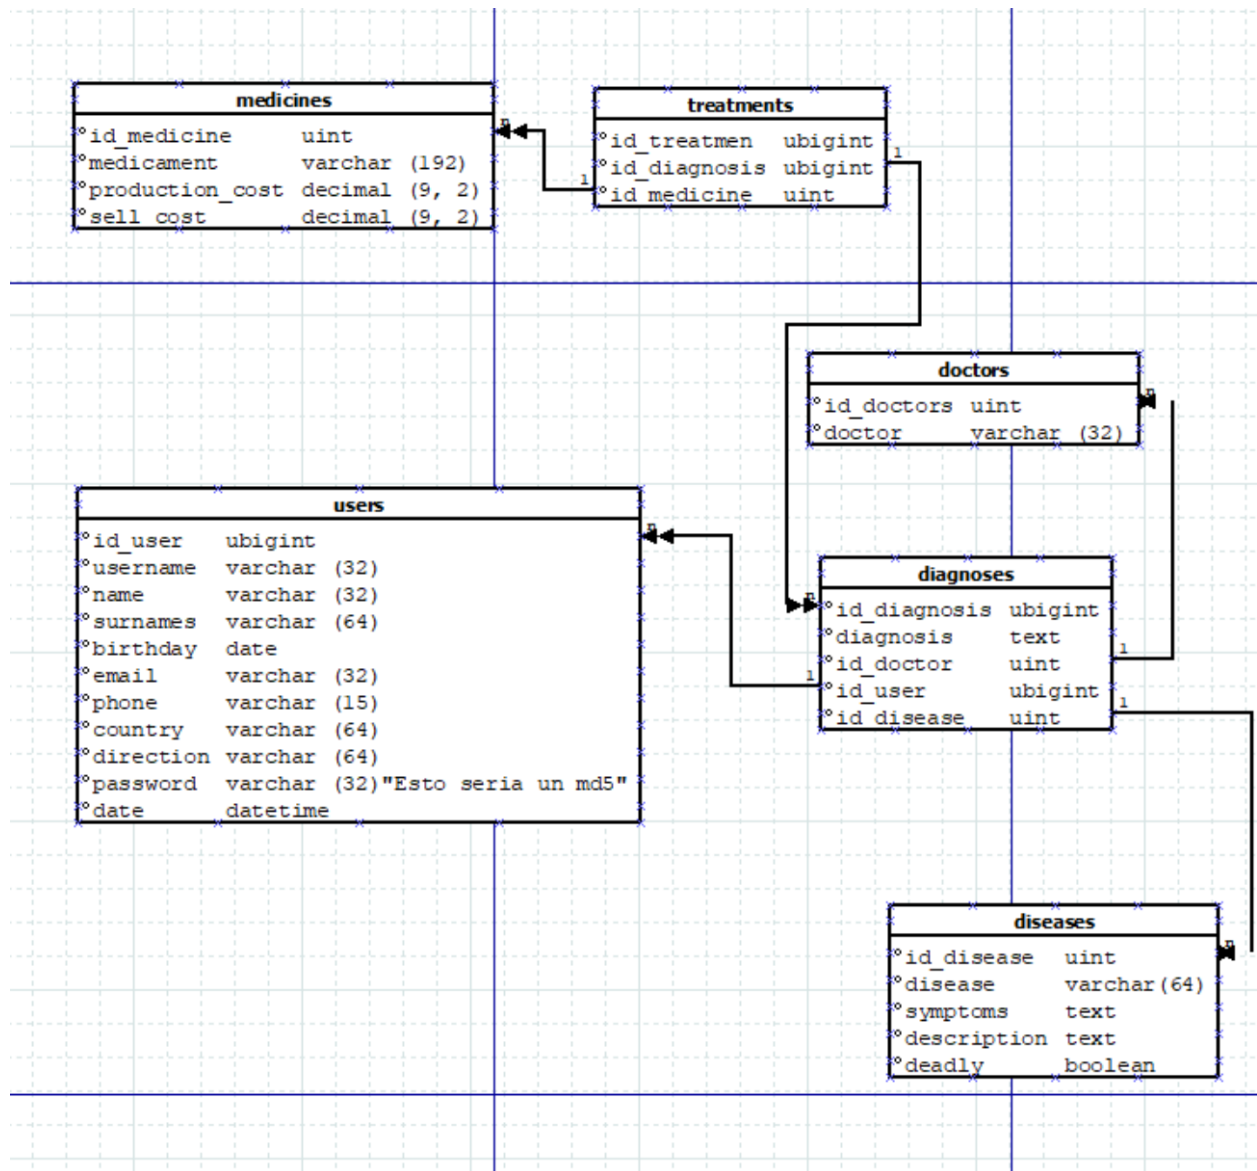 medicines
id_medicine uint
medicament varchar (192)
production_cost decimal (9, 2)
sell_cost decimal (9, 2)
n
1
treatments
id_treatmen ubigint
id_diagnosis ubigint
id_medicine uint
1
doctors
id_doctors uint
doctor varchar (32)
n
users
id_user ubigint
username varchar (32)
name varchar (32)
surnames varchar (64)
birthday date
email varchar (32)
phone varchar (15)
country varchar (64)
direction varchar (64)
password varchar (32)"Esto seria un md5"
date datetime
n
1
n
diagnoses
id_diagnosis ubigint
diagnosis text
id_doctor uint
id_user ubigint
id_disease uint
1
1
diseases
id_disease uint
disease varchar(64)
symptoms text
description text
deadly boolean
n